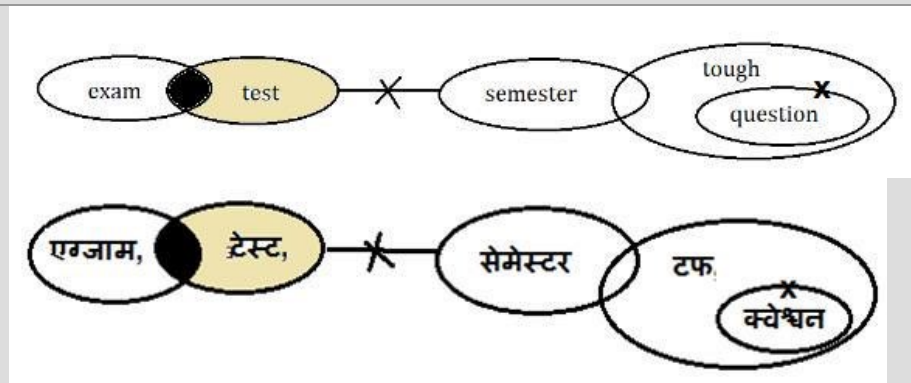 exam test semester tough
question
x
एग्जाम, टेस्ट, सेमेस्टर टफ,
x
क्वेश्चन